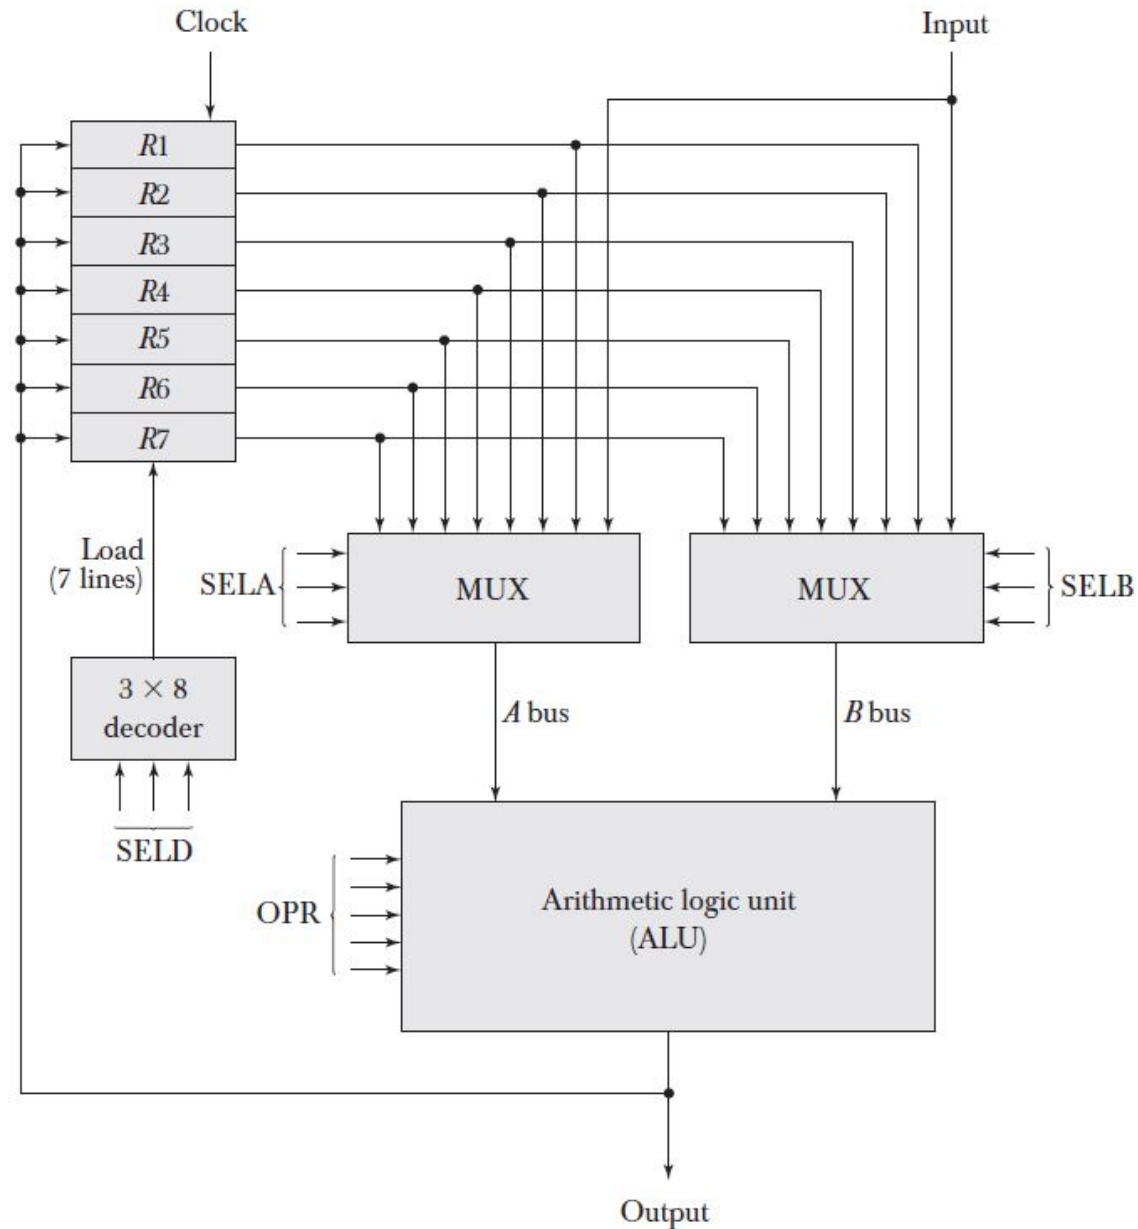 Clock
Input
R1
R2
R3
R4
R5
R6
R7
Load
(7 lines)
SELA
MUX
MUX
SELB
3 × 8
decoder
A bus
B bus
SELD
OPR
Arithmetic logic unit
(ALU)
Output